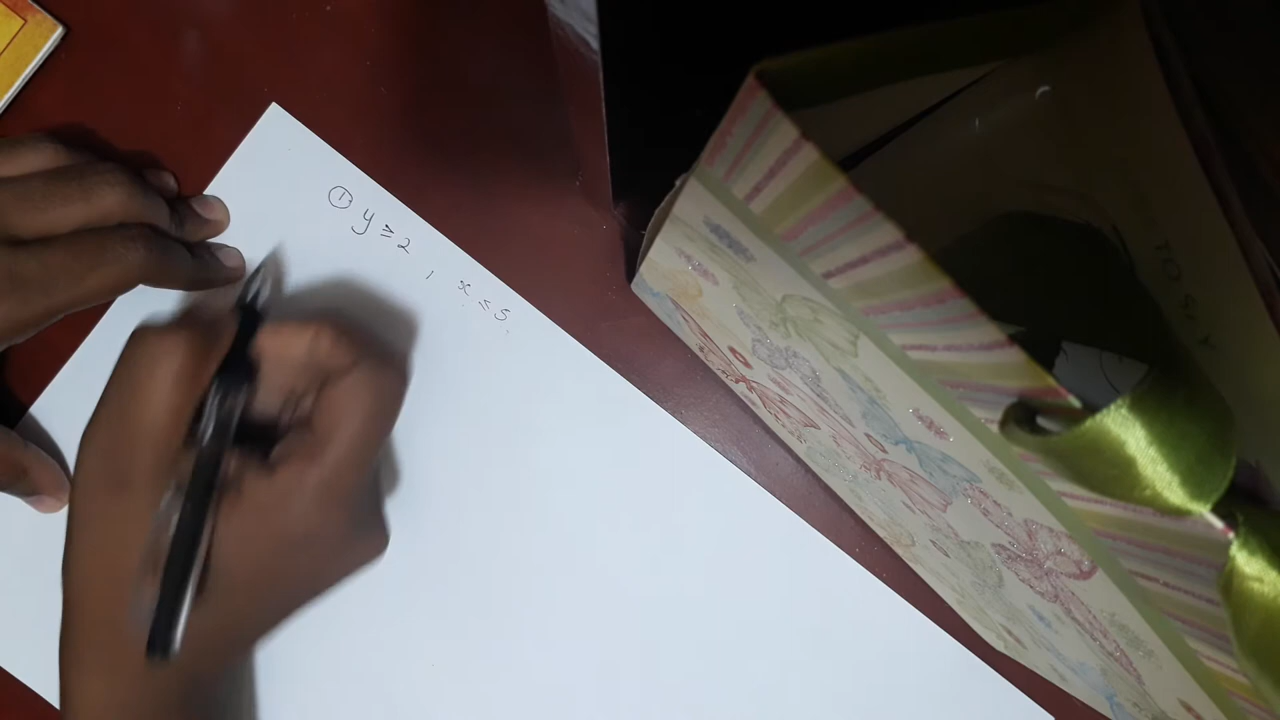 ① y ≥ 2 , x ≤ 5